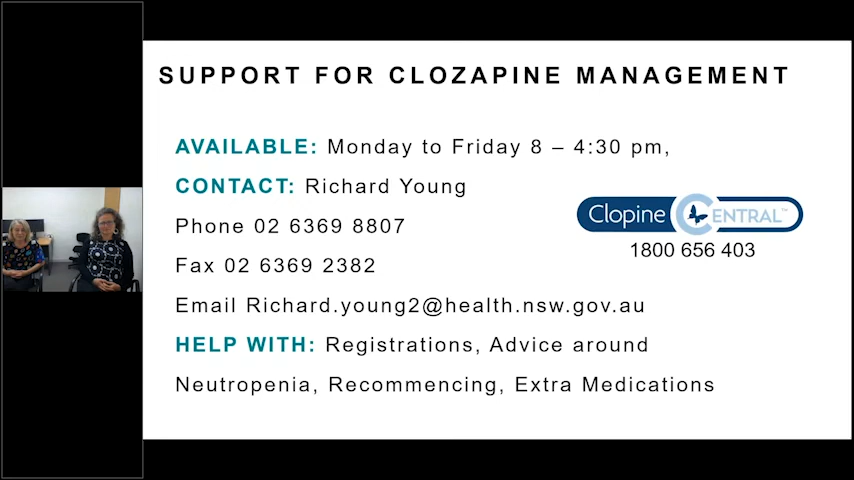 SUPPORT FOR CLOZAPINE MANAGEMENT
AVAILABLE: Monday to Friday 8 – 4:30 pm,
CONTACT: Richard Young
Phone 02 6369 8807
Fax 02 6369 2382
Email Richard.young2@health.nsw.gov.au
HELP WITH: Registrations, Advice around
Neutropenia, Recommencing, Extra Medications
Clopine CENTRAL™
1800 656 403